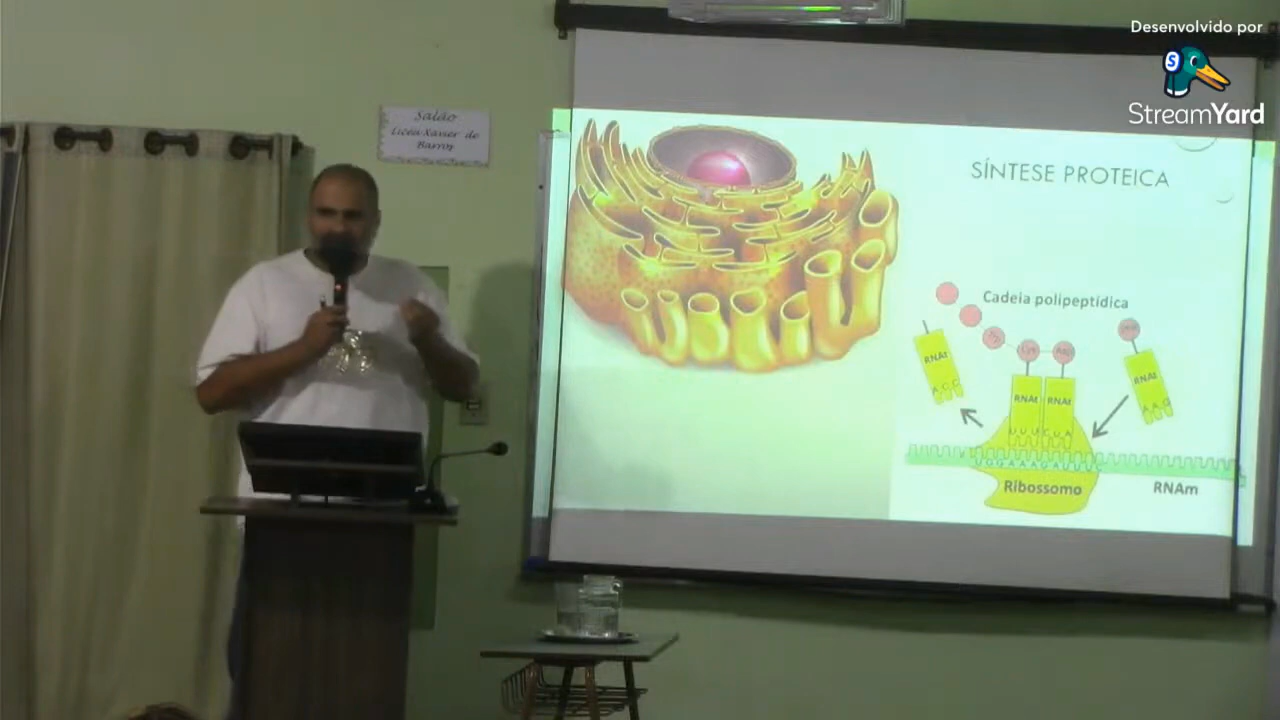 Desenvolvido por
StreamYard
Salão
Licéa Xavier de
Barros
SÍNTESE PROTEICA
Cadeia polipeptídica
RNAt
RNAt
RNAt
RNAt
Ribossomo
RNAm